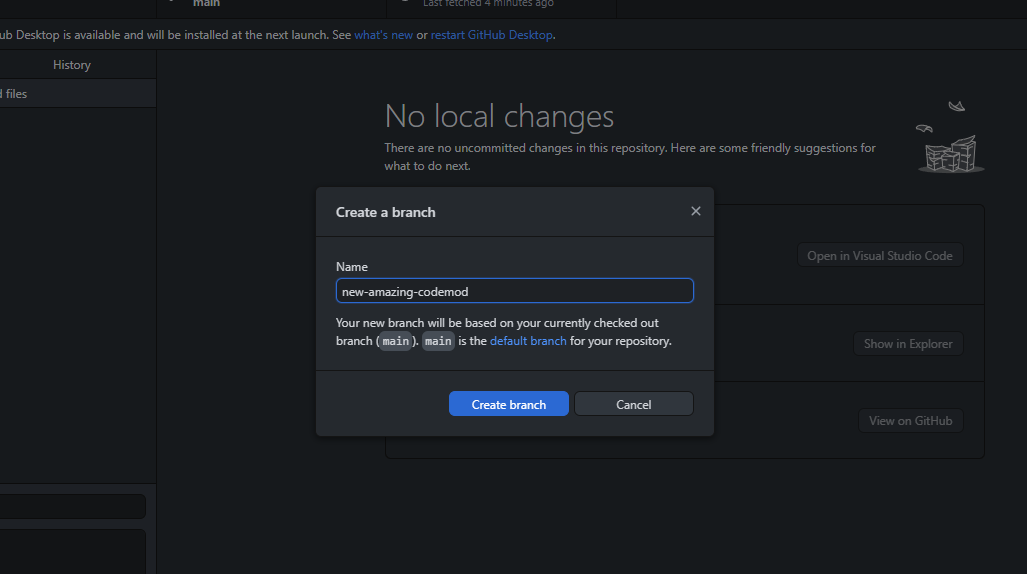 main
Last fetched 4 minutes ago
ub Desktop is available and will be installed at the next launch. See what's new or restart GitHub Desktop.
History
files
No local changes
There are no uncommitted changes in this repository. Here are some friendly suggestions for
what to do next.
Create a branch
Name
new-amazing-codemod
Your new branch will be based on your currently checked out
branch (main). main is the default branch for your repository.
Create branch
Cancel
Open in Visual Studio Code
Show in Explorer
View on GitHub